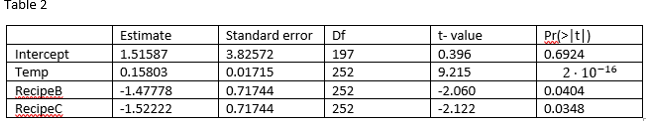 Table 2
Estimate Standard error Df t- value Pr(>|t|)
Intercept 1.51587 3.82572 197 0.396 0.6924
Temp 0.15803 0.01715 252 9.215 2 · 10⁻¹⁶
RecipeB -1.47778 0.71744 252 -2.060 0.0404
RecipeC -1.52222 0.71744 252 -2.122 0.0348